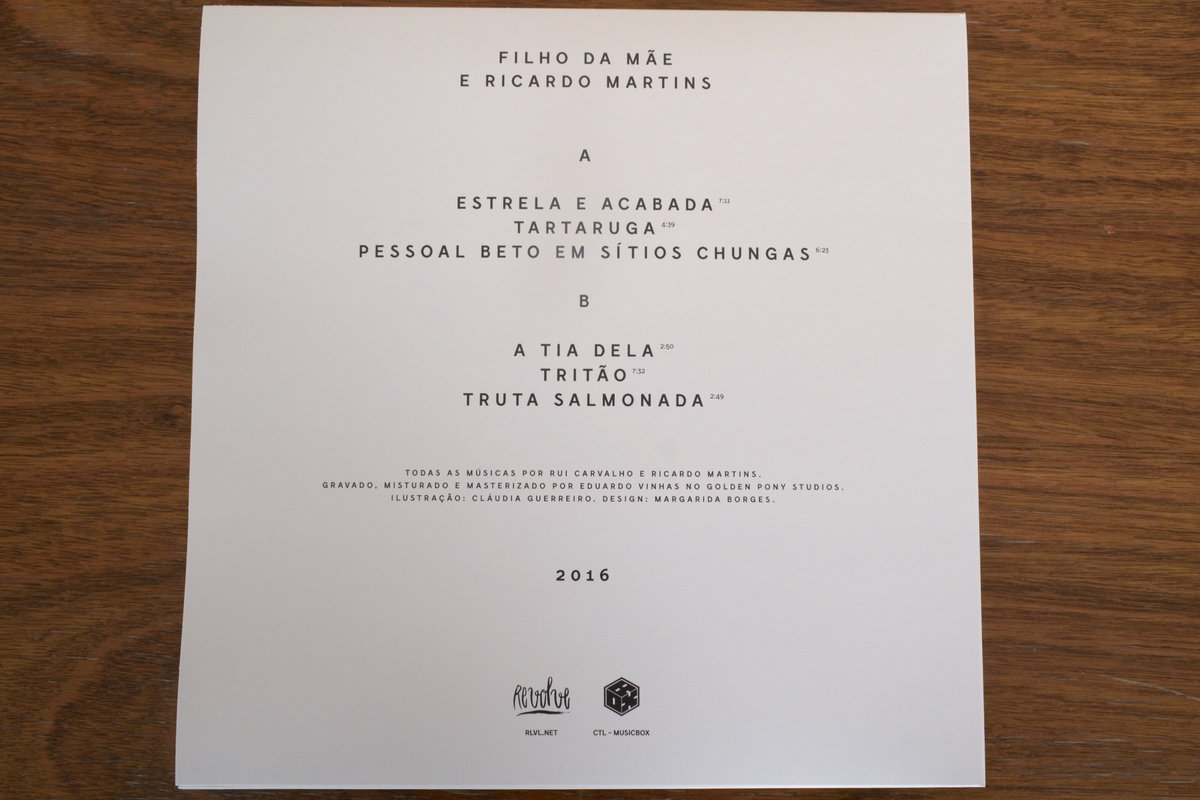 FILHO DA MÃE
E RICARDO MARTINS
A
ESTRELA E ACABADA 7:11
TARTARUGA 4:39
PESSOAL BETO EM SÍTIOS CHUNGAS 6:23
B
A TIA DELA 2:50
TRITÃO 7:32
TRUTA SALMONADA 2:49
TODAS AS MÚSICAS POR RUI CARVALHO E RICARDO MARTINS.
GRAVADO, MISTURADO E MASTERIZADO POR EDUARDO VINHAS NO GOLDEN PONY STUDIOS.
ILUSTRAÇÃO: CLÁUDIA GUERREIRO. DESIGN: MARGARIDA BORGES.
2016
Revolve
BOX
RLVL.NET
CTL - MUSICBOX